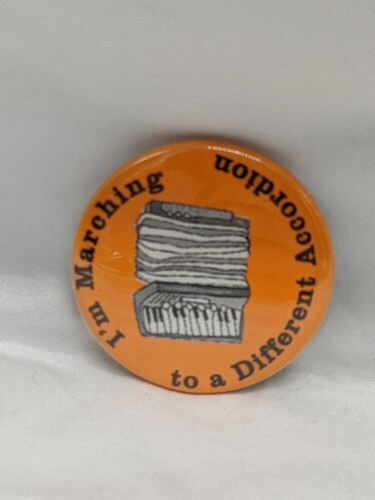 I'm Marching
to a Different Accordion